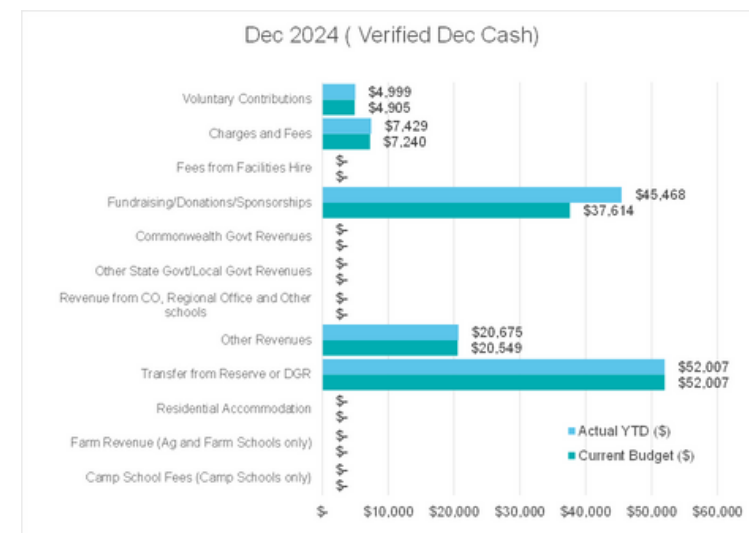 Dec 2024 ( Verified Dec Cash)
Voluntary Contributions
$4,999
$4,905
Charges and Fees
$7,429
$7,240
Fees from Facilities Hire
$-
$-
Fundraising/Donations/Sponsorships
$45,468
$37,614
Commonwealth Govt Revenues
$-
$-
Other State Govt/Local Govt Revenues
$-
$-
Revenue from CO, Regional Office and Other
schools
$-
$-
Other Revenues
$20,675
$20,549
Transfer from Reserve or DGR
$52,007
$52,007
Residential Accommodation
$-
$-
Farm Revenue (Ag and Farm Schools only)
$-
$-
Camp School Fees (Camp Schools only)
$-
$-
Actual YTD ($)
Current Budget ($)
$- $10,000 $20,000 $30,000 $40,000 $50,000 $60,000